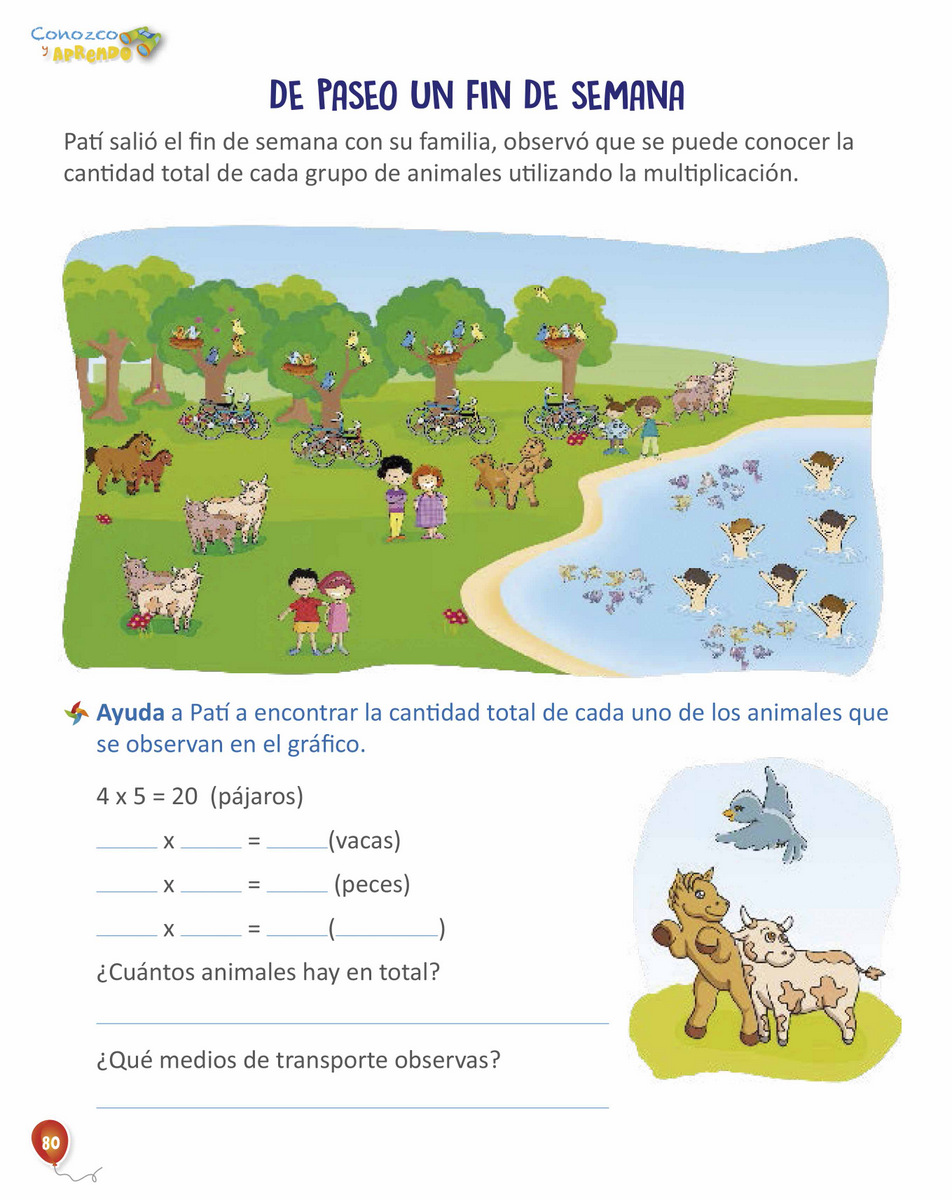 Conozco
y APRENDO
DE PASEO UN FIN DE SEMANA
Patí salió el fin de semana con su familia, observó que se puede conocer la
cantidad total de cada grupo de animales utilizando la multiplicación.
Ayuda a Patí a encontrar la cantidad total de cada uno de los animales que
se observan en el gráfico.
4 x 5 = 20 (pájaros)
_____ x _____ = _____(vacas)
_____ x _____ = _____ (peces)
_____ x _____ = _____(________)
¿Cuántos animales hay en total?
¿Qué medios de transporte observas?
80